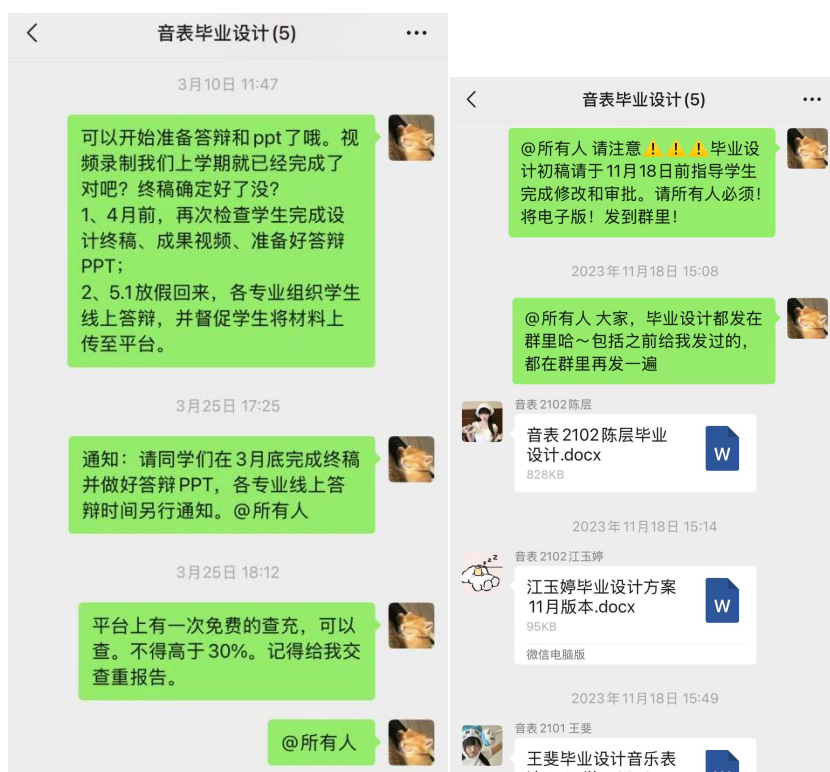 音表毕业设计(5)
3月10日 11:47
可以开始准备答辩和ppt了哦。视
频录制我们上学期就已经完成了
对吧？终稿确定好了没？
1、4月前，再次检查学生完成设
计终稿、成果视频、准备好答辩
PPT；
2、5.1放假回来，各专业组织学生
线上答辩，并督促学生将材料上
传至平台。
3月25日 17:25
通知：请同学们在3月底完成终稿
并做好答辩PPT，各专业线上答
辩时间另行通知。@所有人
3月25日 18:12
平台上有一次免费的查充，可以
查。不得高于30%。记得给我交
查重报告。
@所有人
音表毕业设计(5)
@所有人 请注意⚠️⚠️⚠️毕业设
计初稿请于11月18日前指导学生
完成修改和审批。请所有人必须！
将电子版！发到群里！
2023年11月18日 15:08
@所有人 大家，毕业设计都发在
群里哈～包括之前给我发过的，
都在群里再发一遍
音表2102陈层
音表2102陈层毕业
设计.docx
828KB
W
2023年11月18日 15:14
音表2102江玉婷
江玉婷毕业设计方案
11月版本.docx
95KB
W
微信电脑版
2023年11月18日 15:49
音表2101 王斐
王斐毕业设计音乐表